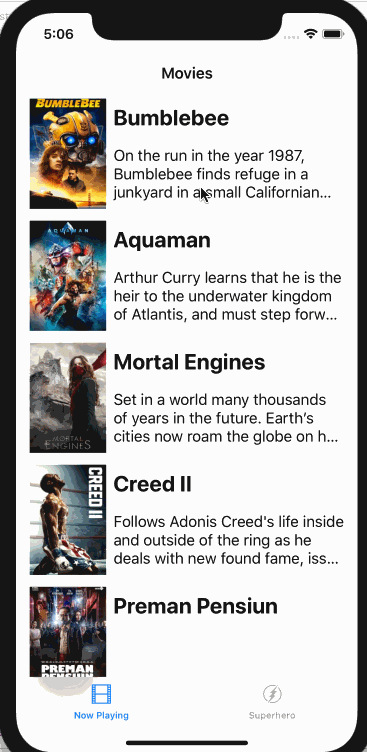 5:06
Movies
BUMBLEBEE
Bumblebee
On the run in the year 1987,
Bumblebee finds refuge in a
junkyard in a small Californian...
AQUAMAN
Aquaman
Arthur Curry learns that he is the
heir to the underwater kingdom
of Atlantis, and must step forw...
MORTAL
ENGINES
Mortal Engines
Set in a world many thousands
of years in the future. Earth's
cities now roam the globe on h...
CREED II
Creed II
Follows Adonis Creed's life inside
and outside of the ring as he
deals with new found fame, iss...
Preman Pensiun
PREMAN
PENSIUN
Now Playing
Superhero